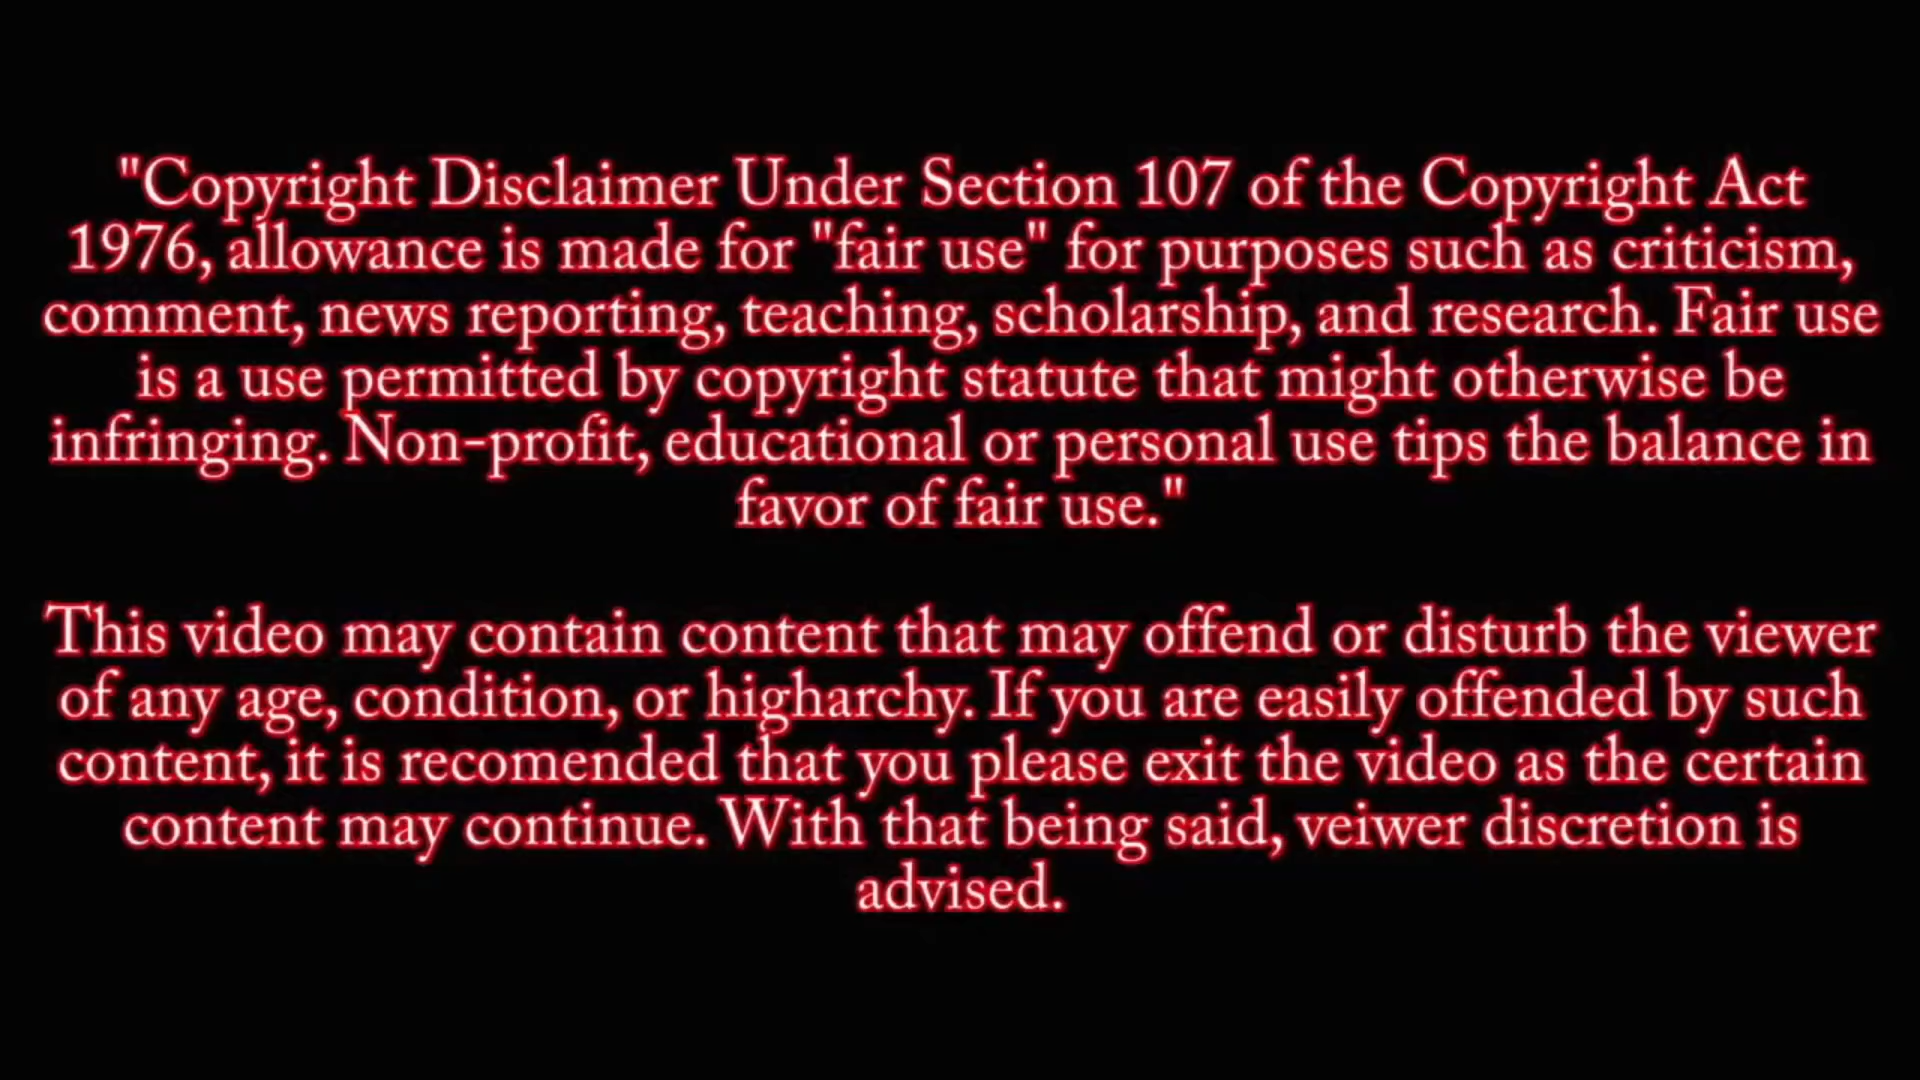 "Copyright Disclaimer Under Section 107 of the Copyright Act
1976, allowance is made for "fair use" for purposes such as criticism,
comment, news reporting, teaching, scholarship, and research. Fair use
is a use permitted by copyright statute that might otherwise be
infringing. Non-profit, educational or personal use tips the balance in
favor of fair use."
This video may contain content that may offend or disturb the viewer
of any age, condition, or higharchy. If you are easily offended by such
content, it is recomended that you please exit the video as the certain
content may continue. With that being said, veiwer discretion is
advised.